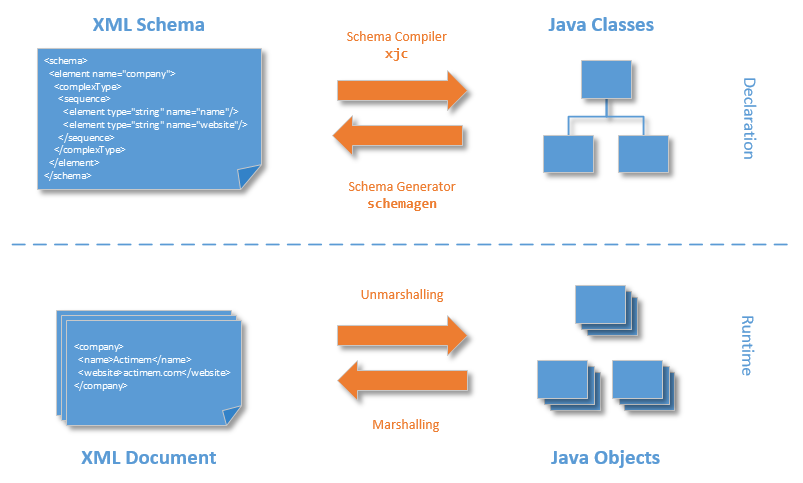 XML Schema
Schema Compiler
xjc
Java Classes
<schema>
<element name="company">
<complexType>
<sequence>
<element type="string" name="name"/>
<element type="string" name="website"/>
</sequence>
</complexType>
</element>
</schema>
Declaration
Schema Generator
schemagen
Unmarshalling
<company>
<name>Actimem</name>
<website>actimem.com</website>
</company>
Runtime
Marshalling
XML Document
Java Objects